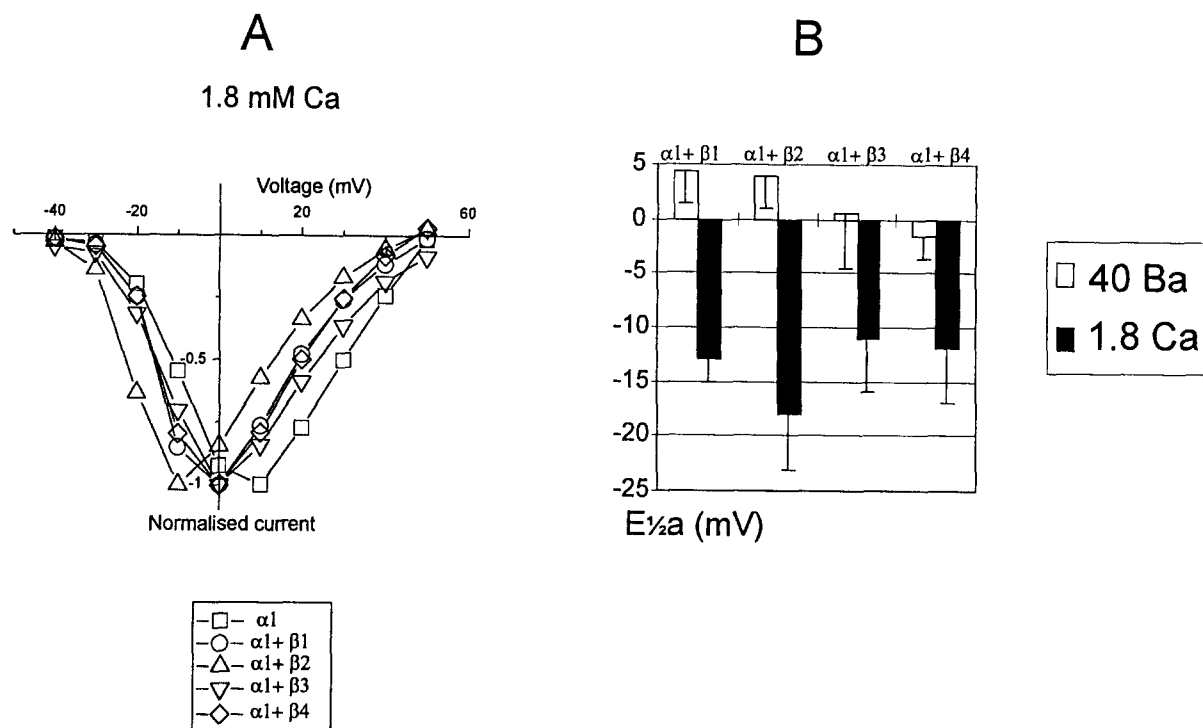 A
1.8 mM Ca
Voltage (mV)
-40
-20
20
40
60
-0.5
-1
Normalised current
α1
α1+ β1
α1+ β2
α1+ β3
α1+ β4
B
α1+ β1
α1+ β2
α1+ β3
α1+ β4
5
0
-5
-10
-15
-20
-25
E½a (mV)
40 Ba
1.8 Ca